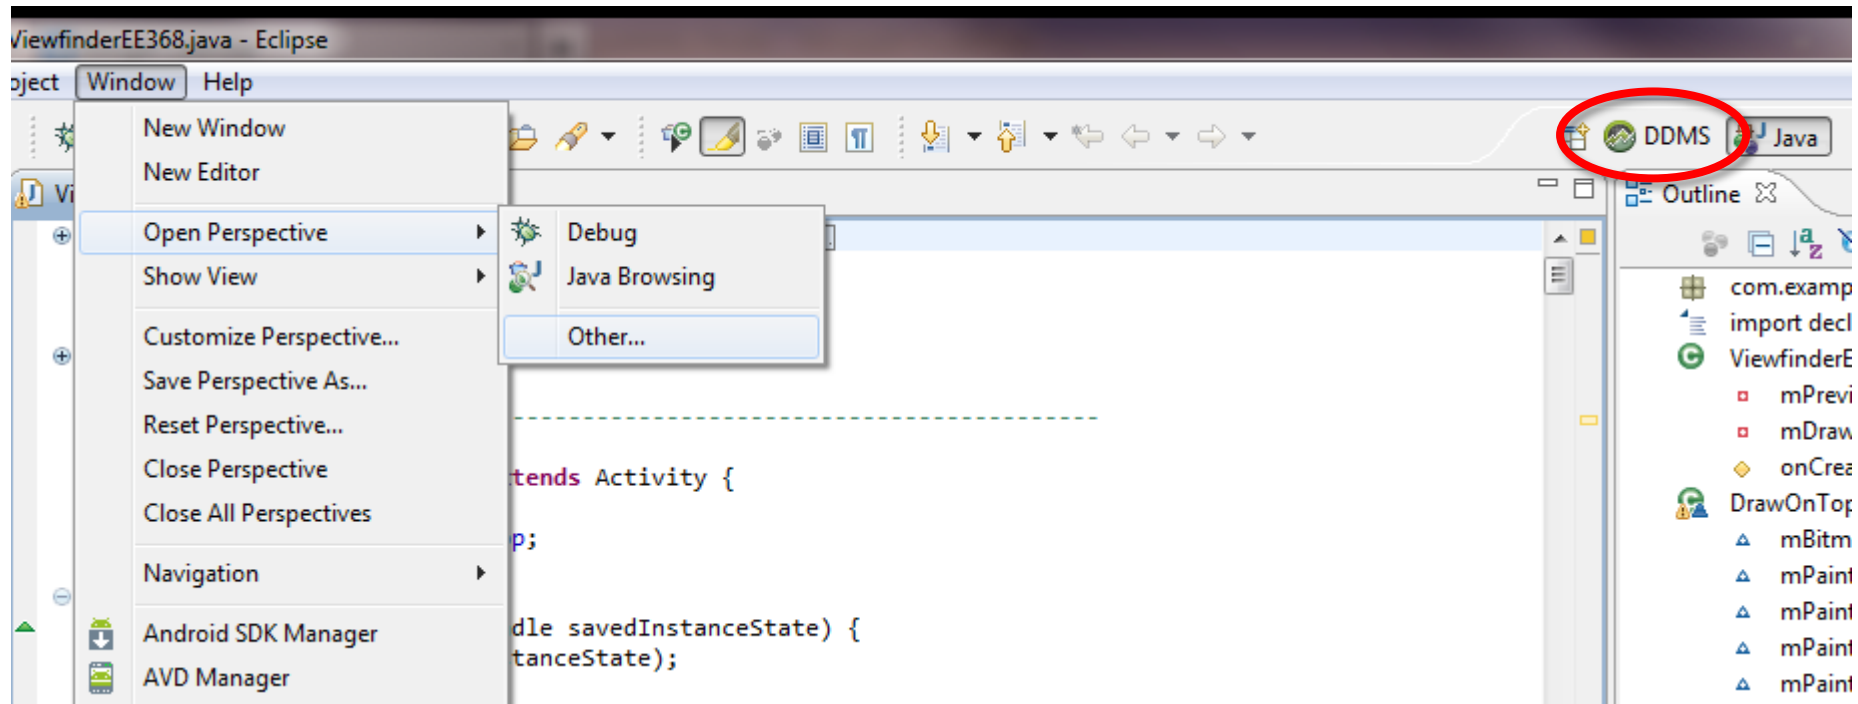 ViewfinderEE368.java - Eclipse
oject Window Help
DDMS Java
New Window
New Editor
Open Perspective
Show View
Customize Perspective...
Save Perspective As...
Reset Perspective...
Close Perspective
Close All Perspectives
Navigation
Android SDK Manager
AVD Manager
Debug
Java Browsing
Other...
Vi
tends Activity {
p;
dle savedInstanceState) {
tanceState);
Outline
com.examp
import decl
ViewfinderE
mPrevi
mDraw
onCrea
DrawOnTop
mBitm
mPaint
mPaint
mPaint
mPaint